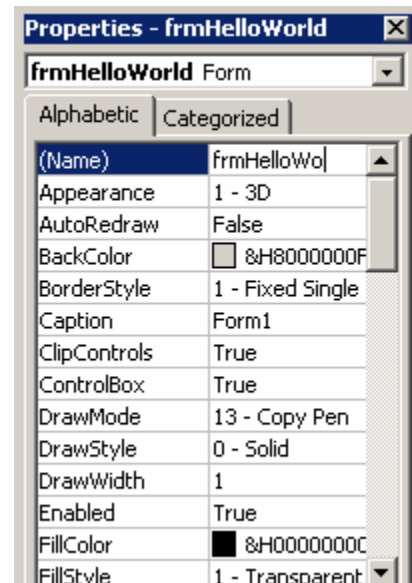 Properties - frmHelloWorld
frmHelloWorld Form
Alphabetic Categorized
(Name) frmHelloWo
Appearance 1 - 3D
AutoRedraw False
BackColor &H8000000F
BorderStyle 1 - Fixed Single
Caption Form1
ClipControls True
ControlBox True
DrawMode 13 - Copy Pen
DrawStyle 0 - Solid
DrawWidth 1
Enabled True
FillColor &H0000000
FillStyle 1 - Transparent